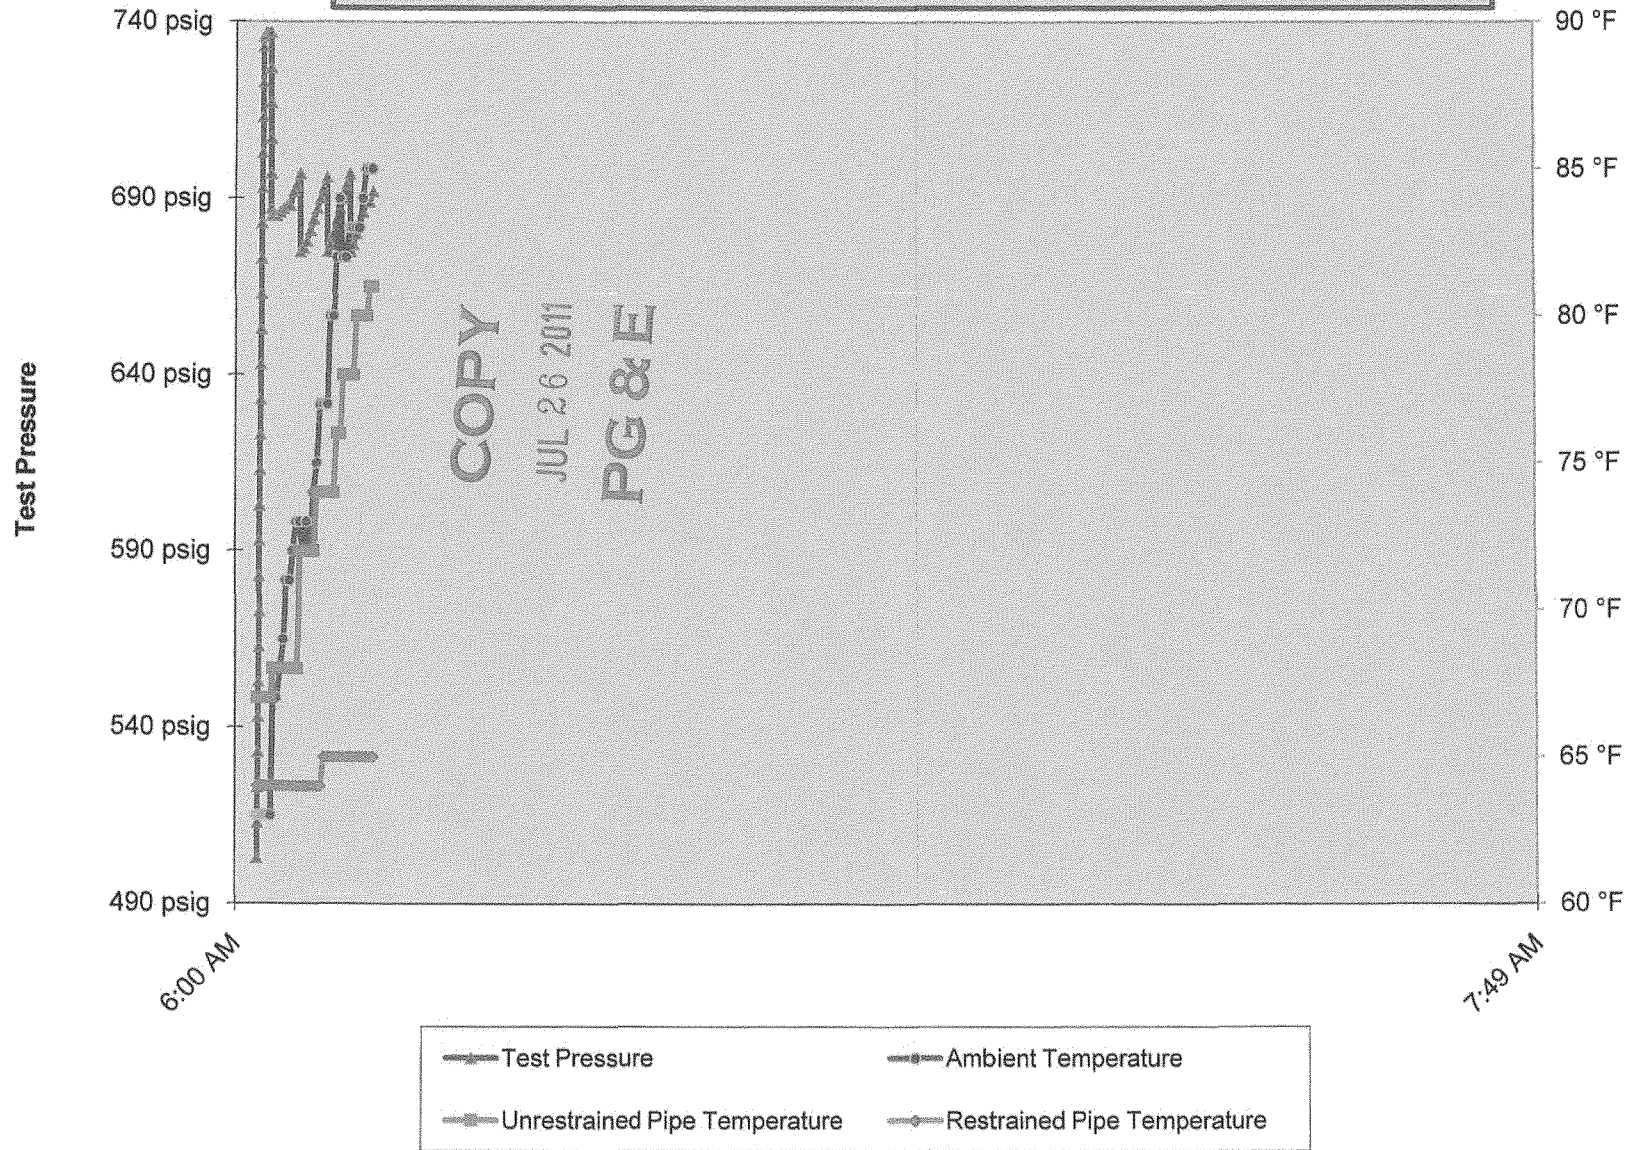 740 psig
690 psig
640 psig
590 psig
540 psig
490 psig
Test Pressure
90 °F
85 °F
80 °F
75 °F
70 °F
65 °F
60 °F
COPY
JUL 26 2011
PG & E
6:00 AM
7:49 AM
Test Pressure
Ambient Temperature
Unrestrained Pipe Temperature
Restrained Pipe Temperature